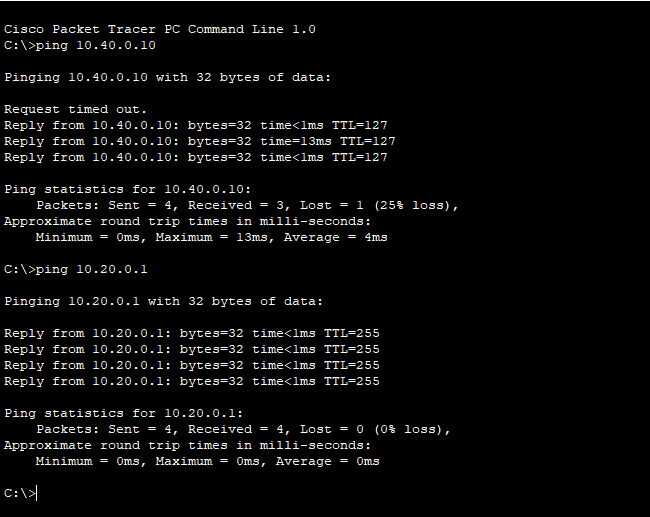 Cisco Packet Tracer PC Command Line 1.0
C:\>ping 10.40.0.10
Pinging 10.40.0.10 with 32 bytes of data:
Request timed out.
Reply from 10.40.0.10: bytes=32 time<1ms TTL=127
Reply from 10.40.0.10: bytes=32 time=13ms TTL=127
Reply from 10.40.0.10: bytes=32 time<1ms TTL=127
Ping statistics for 10.40.0.10:
Packets: Sent = 4, Received = 3, Lost = 1 (25% loss),
Approximate round trip times in milli-seconds:
Minimum = 0ms, Maximum = 13ms, Average = 4ms
C:\>ping 10.20.0.1
Pinging 10.20.0.1 with 32 bytes of data:
Reply from 10.20.0.1: bytes=32 time<1ms TTL=255
Reply from 10.20.0.1: bytes=32 time<1ms TTL=255
Reply from 10.20.0.1: bytes=32 time<1ms TTL=255
Reply from 10.20.0.1: bytes=32 time<1ms TTL=255
Ping statistics for 10.20.0.1:
Packets: Sent = 4, Received = 4, Lost = 0 (0% loss),
Approximate round trip times in milli-seconds:
Minimum = 0ms, Maximum = 0ms, Average = 0ms
C:\>